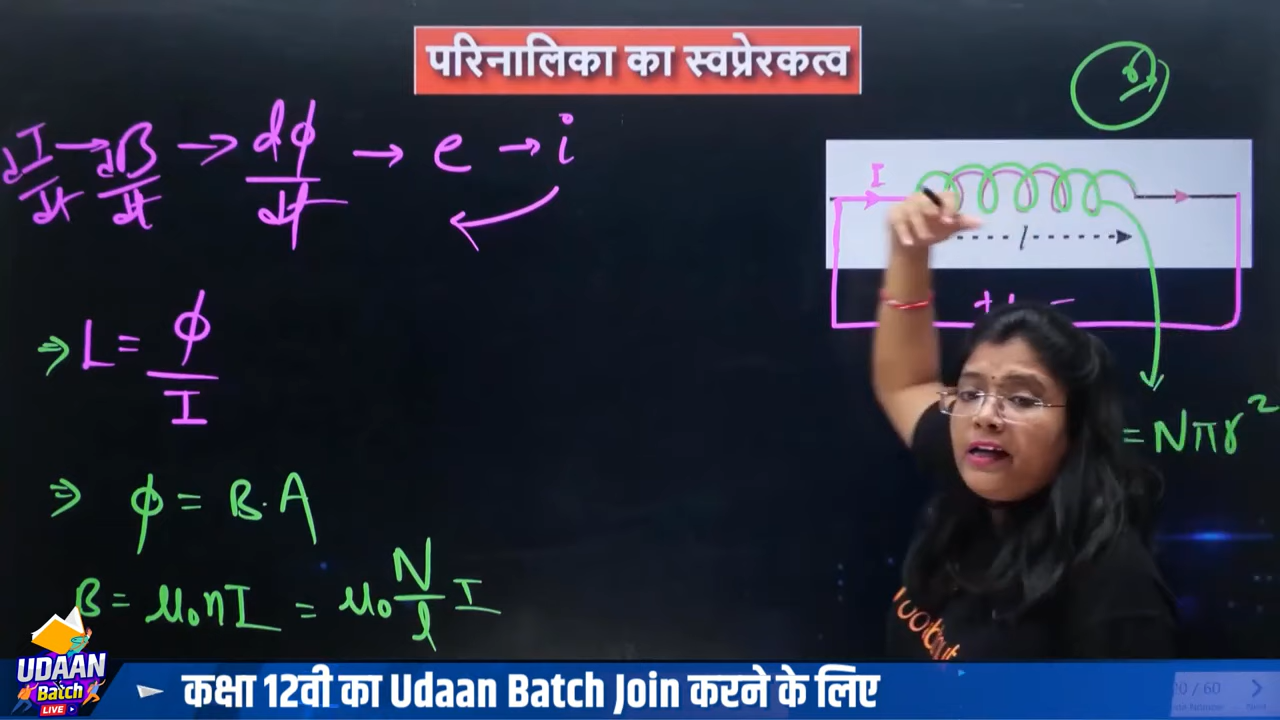 परिनालिका का स्वप्रेरकत्व
dI/dt → dB/dt → dϕ/dt → e → i
r
I
l
+ -
⇒ L = ϕ/I
= Nπr²
⇒ ϕ = B.A
B = μ₀nI = μ₀ N/l I
UDAAN
Batch
LIVE
कक्षा 12वी का Udaan Batch Join करने के लिए
/ 60